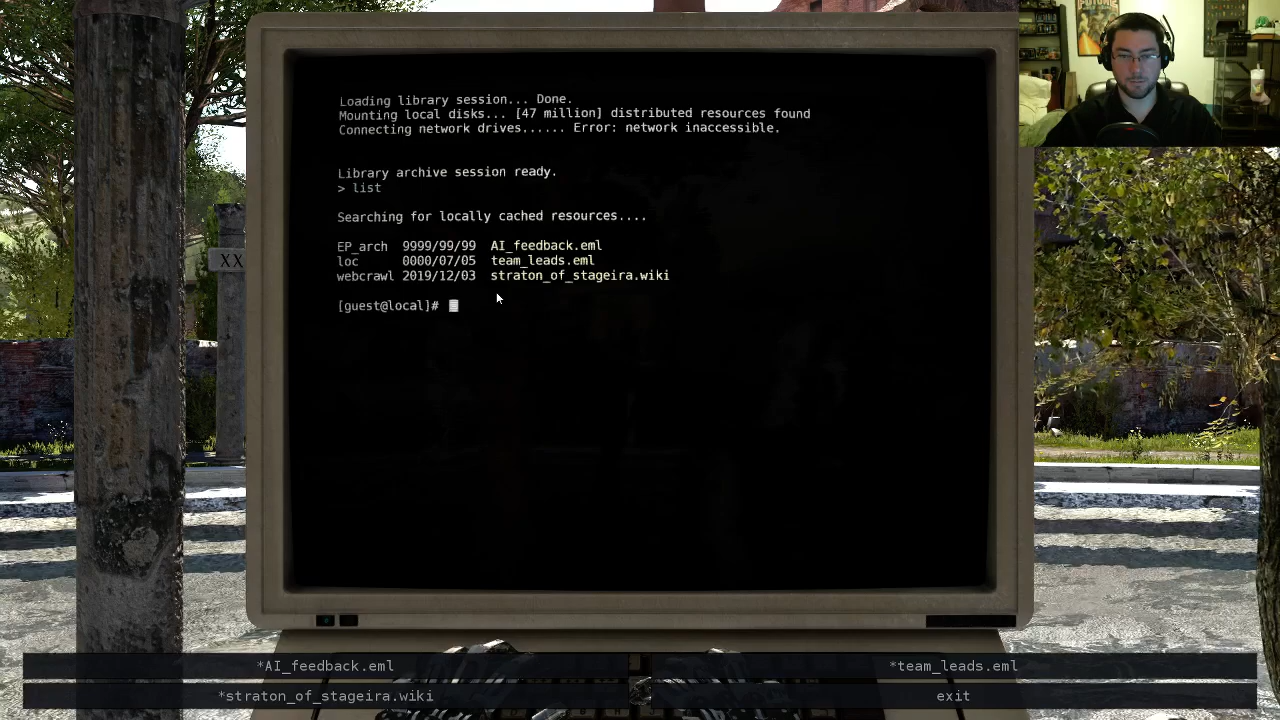 Loading library session... Done.
Mounting local disks... [47 million] distributed resources found
Connecting network drives...... Error: network inaccessible.
Library archive session ready.
> list
Searching for locally cached resources....
EP_arch 9999/99/99 AI_feedback.eml
loc 0000/07/05 team_leads.eml
webcrawl 2019/12/03 straton_of_stageira.wiki
[guest@local]#
XX
*AI_feedback.eml
*team_leads.eml
*straton_of_stageira.wiki
exit